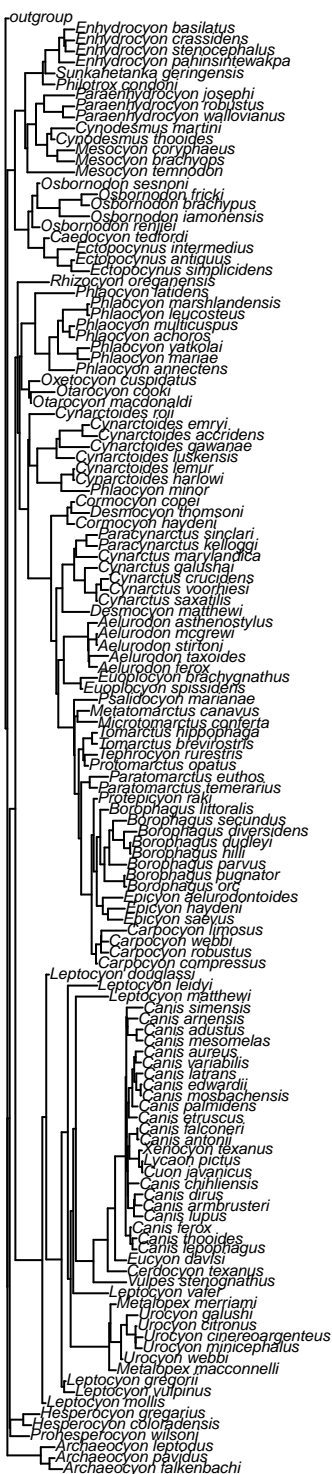 outgroup
Enhydrocyon basilatus
Enhydrocyon crassidens
Enhydrocyon stenocephalus
Enhydrocyon pahinsintewakpa
Sunkahetanka geringensis
Philotrox condoni
Paraenhydrocyon josephi
Paraenhydrocyon robustus
Paraenhydrocyon wallovianus
Cynodesmus martini
Cynodesmus thooides
Mesocyon coryphaeus
Mesocyon brachyops
Mesocyon temnodon
Osbornodon sesnoni
Osbornodon fricki
Osbornodon brachypus
Osbornodon iamonensis
Osbornodon renjiei
Caedocyon tedfordi
Ectopocynus intermedius
Ectopocynus antiquus
Ectopocynus simplicidens
Rhizocyon oreganensis
Phlaocyon latidens
Phlaocyon marshlandensis
Phlaocyon leucosteus
Phlaocyon multicuspus
Phlaocyon achoros
Phlaocyon yatkolai
Phlaocyon mariae
Phlaocyon annectens
Oxetocyon cuspidatus
Otarocyon cooki
Otarocyon macdonaldi
Cynarctoides roii
Cynarctoides emryi
Cynarctoides accridens
Cynarctoides gawanae
Cynarctoides luskensis
Cynarctoides lemur
Cynarctoides harlowi
Phlaocyon minor
Cormocyon copei
Desmocyon thomsoni
Cormocyon haydeni
Paracynarctus sinclari
Paracynarctus kelloggi
Cynarctus marylandica
Cynarctus galushai
Cynarctus crucidens
Cynarctus voorhiesi
Cynarctus saxatilis
Desmocyon matthewi
Aelurodon asthenostylus
Aelurodon mcgrewi
Aelurodon stirtoni
Aelurodon taxoides
Aelurodon ferox
Euoplocyon brachygnathus
Euoplocyon spissidens
Psalidocyon marianae
Metatomarctus canavus
Microtomarctus conferta
Tomarctus hippophaga
Tomarctus brevirostris
Tephrocyon rurestris
Protomarctus opatus
Paratomarctus euthos
Paratomarctus temerarius
Protepicyon raki
Borophagus littoralis
Borophagus secundus
Borophagus diversidens
Borophagus dudleyi
Borophagus hilli
Borophagus parvus
Borophagus pugnator
Borophagus orc
Epicyon aelurodontoides
Epicyon haydeni
Epicyon saevus
Carpocyon limosus
Carpocyon webbi
Carpocyon robustus
Carpocyon compressus
Leptocyon douglassi
Leptocyon leidyi
Leptocyon matthewi
Canis simensis
Canis arnensis
Canis adustus
Canis mesomelas
Canis aureus
Canis variabilis
Canis latrans
Canis edwardii
Canis mosbachensis
Canis palmidens
Canis etruscus
Canis falconeri
Canis antonii
Xenocyon texanus
Lycaon pictus
Cuon javanicus
Canis chihliensis
Canis dirus
Canis armbrusteri
Canis lupus
Canis ferox
Canis thooides
Canis lepophagus
Eucyon davisi
Cerdocyon texanus
Vulpes stenognathus
Leptocyon vafer
Metalopex merriami
Urocyon galushi
Urocyon citronus
Urocyon cinereoargenteus
Urocyon minicephalus
Urocyon webbi
Metalopex macconnelli
Leptocyon gregorii
Leptocyon vulpinus
Leptocyon mollis
Hesperocyon gregarius
Hesperocyon coloradensis
Prohesperocyon wilsoni
Archaeocyon leptodus
Archaeocyon pavidus
Archaeocyon falkenbachi